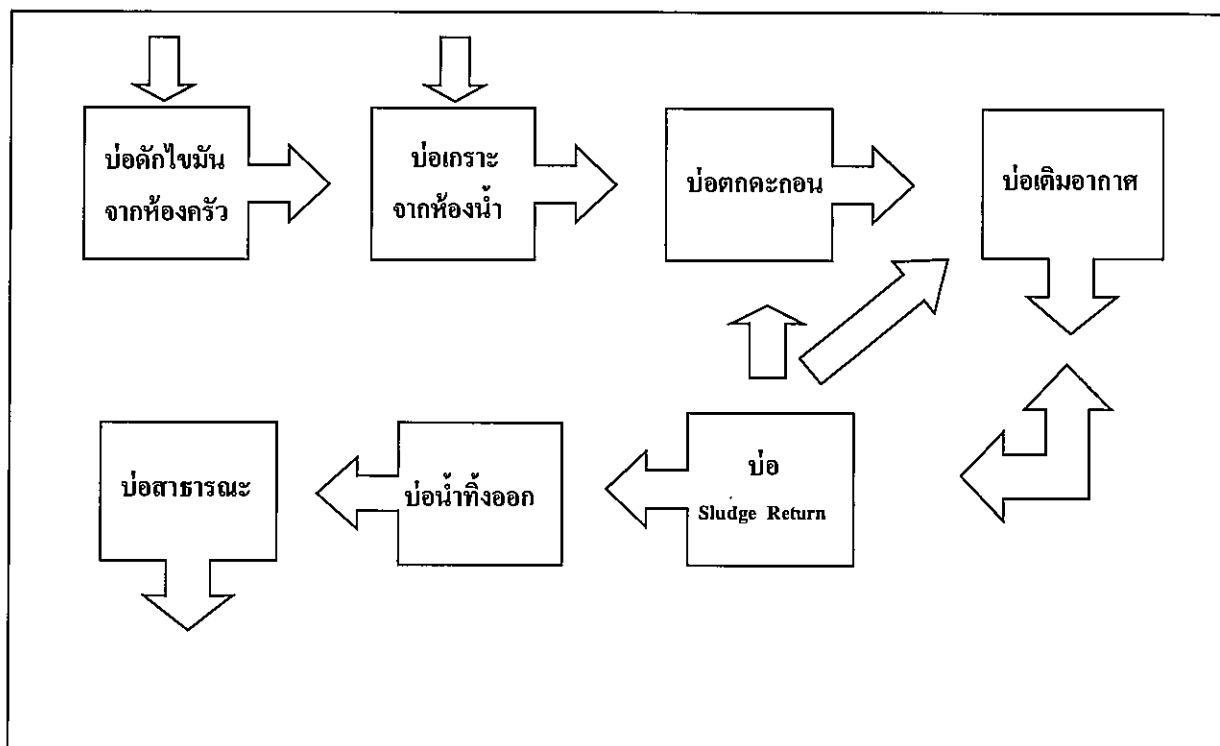 บ่อดักไขมัน
จากห้องครัว
บ่อเกราะ
จากห้องน้ำ
บ่อตกตะกอน
บ่อเติมอากาศ
บ่อสาธารณะ
บ่อน้ำทิ้งออก
บ่อ
Sludge Return